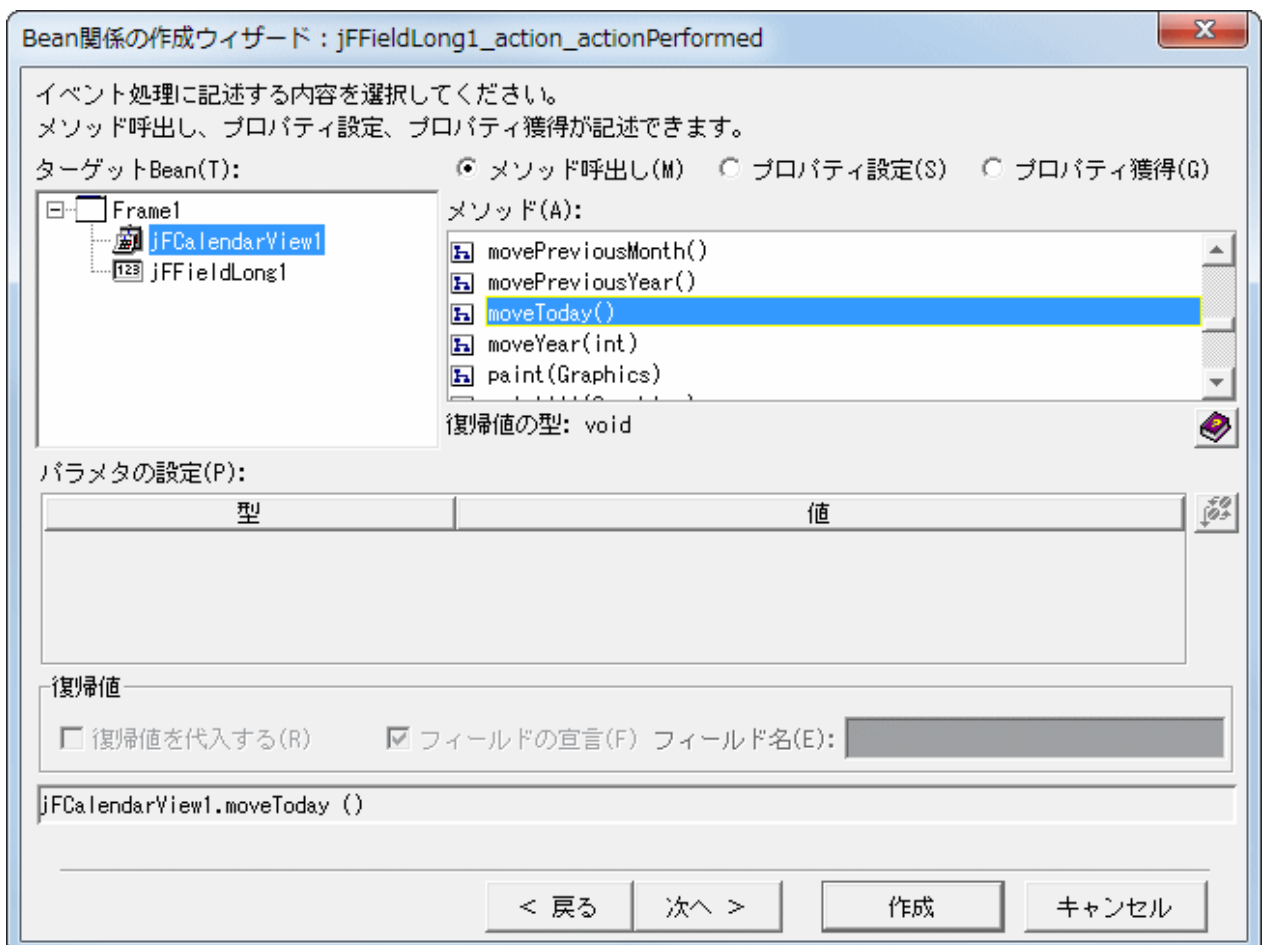 Bean関係の作成ウィザード：jFFieldLong1_action_actionPerformed
イベント処理に記述する内容を選択してください。
メソッド呼出し、プロパティ設定、プロパティ獲得が記述できます。
ターゲットBean(T):
メソッド呼出し(M) プロパティ設定(S) プロパティ獲得(G)
Frame1
jFCalendarView1
123 jFFieldLong1
メソッド(A):
movePreviousMonth()
movePreviousYear()
moveToday()
moveYear(int)
paint(Graphics)
復帰値の型: void
パラメタの設定(P):
型 値
復帰値
復帰値を代入する(R) フィールドの宣言(F) フィールド名(E):
jFCalendarView1.moveToday ()
< 戻る 次へ > 作成 キャンセル